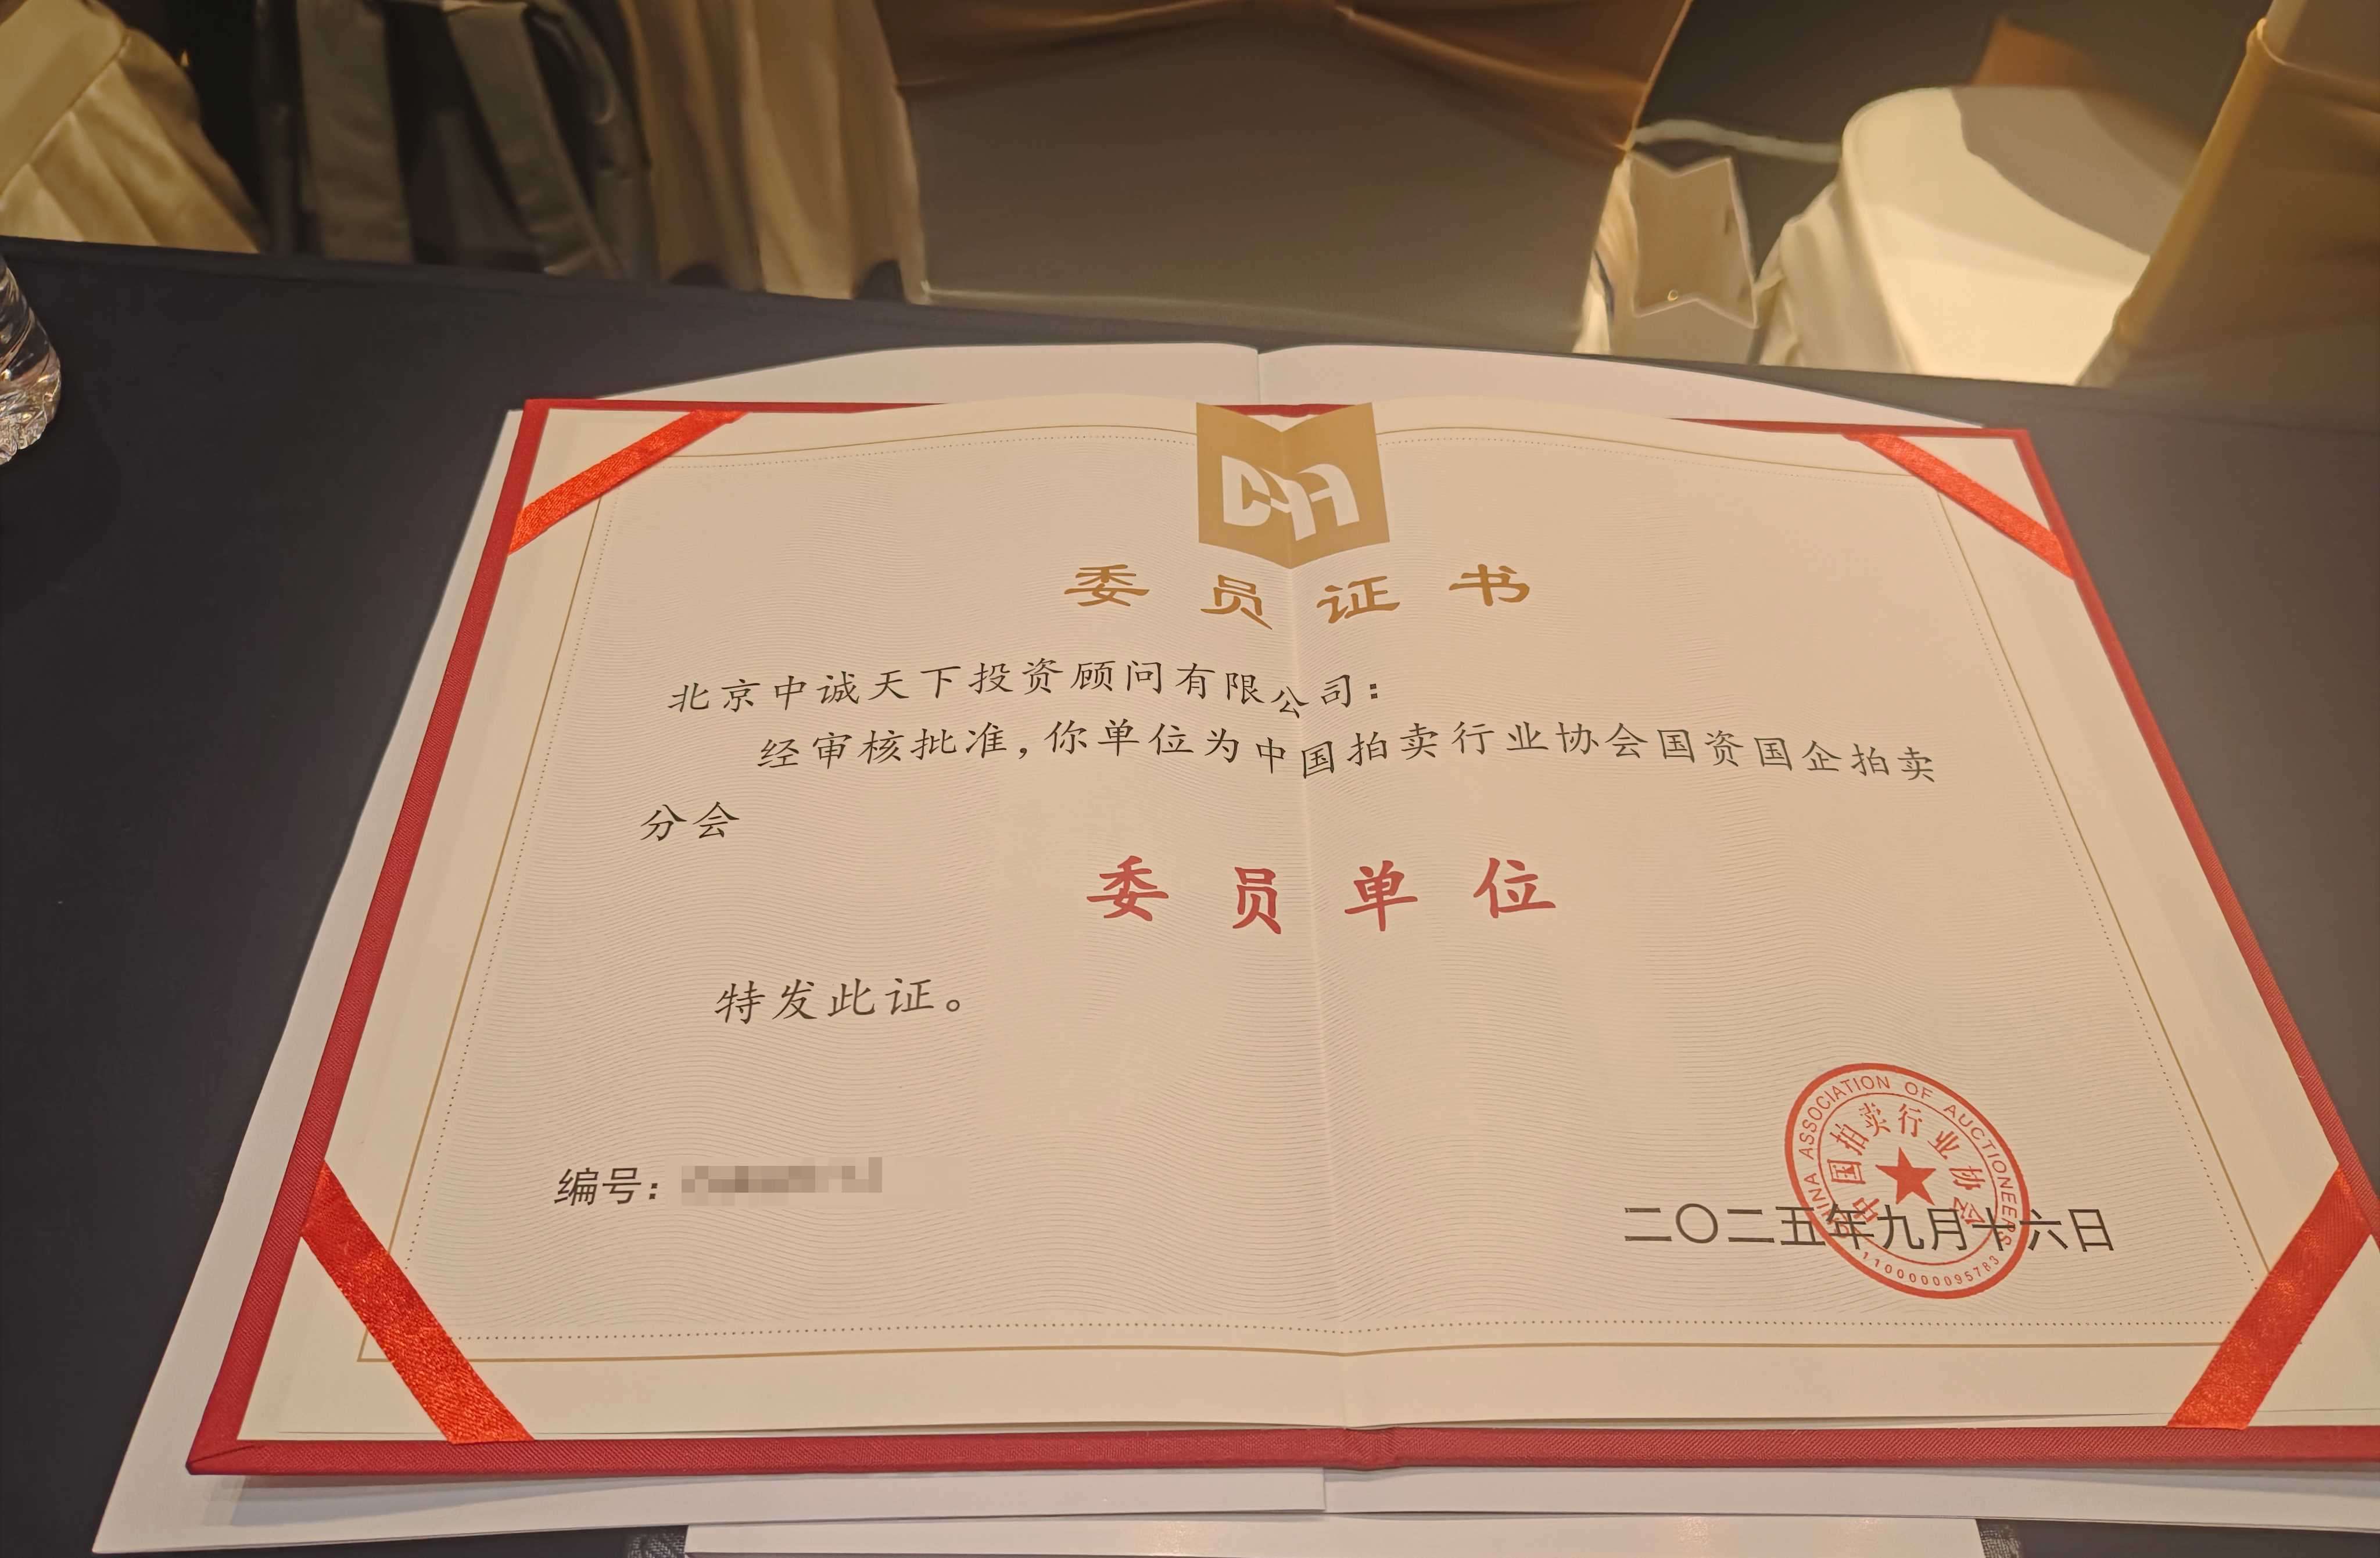 委员证书
北京中诚天下投资顾问有限公司：
经审核批准，你单位为中国拍卖行业协会国资国企拍卖
分会
委员单位
特发此证。
编号：
CHINA ASSOCIATION OF AUCTIONEERS
中国拍卖行业协会
1100000095783
二〇二五年九月十六日